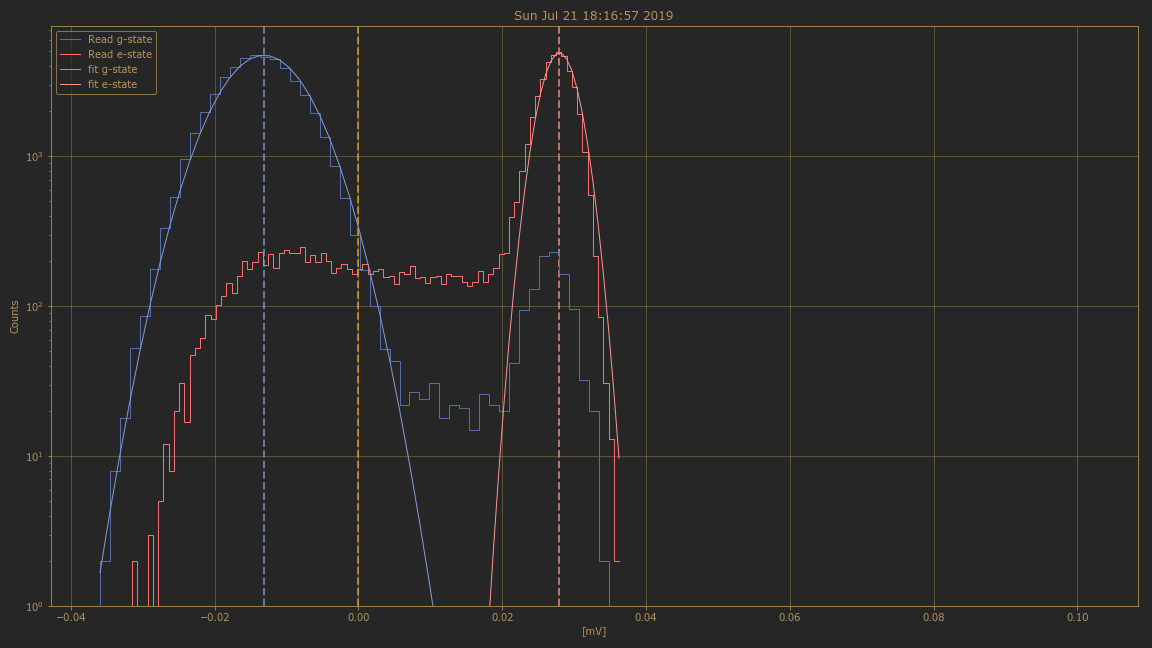 Sun Jul 21 18:16:57 2019
Read g-state
Read e-state
fit g-state
fit e-state
Counts
10³
10²
10¹
10⁰
−0.04 −0.02 0.00 0.02 0.04 0.06 0.08 0.10
[mV]